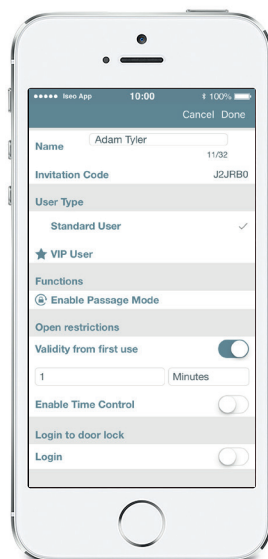 Iseo App 10:00 100%
Cancel Done
Name Adam Tyler
11/32
Invitation Code J2JRB0
User Type
Standard User
VIP User
Functions
Enable Passage Mode
Open restrictions
Validity from first use
1 Minutes
Enable Time Control
Login to door lock
Login